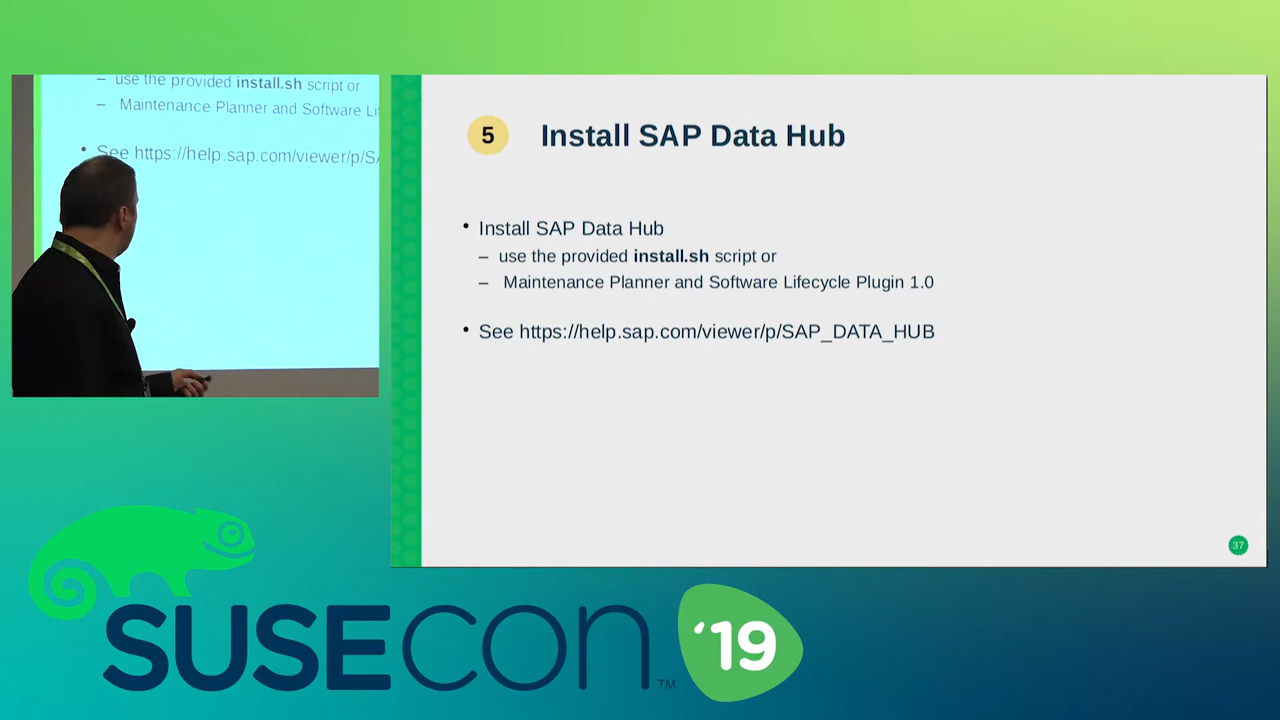 – use the provided install.sh script or
– Maintenance Planner and Software Li
• See https://help.sap.com/viewer/p/SA
5 Install SAP Data Hub
• Install SAP Data Hub
– use the provided install.sh script or
– Maintenance Planner and Software Lifecycle Plugin 1.0
• See https://help.sap.com/viewer/p/SAP_DATA_HUB
37
SUSECON TM '19